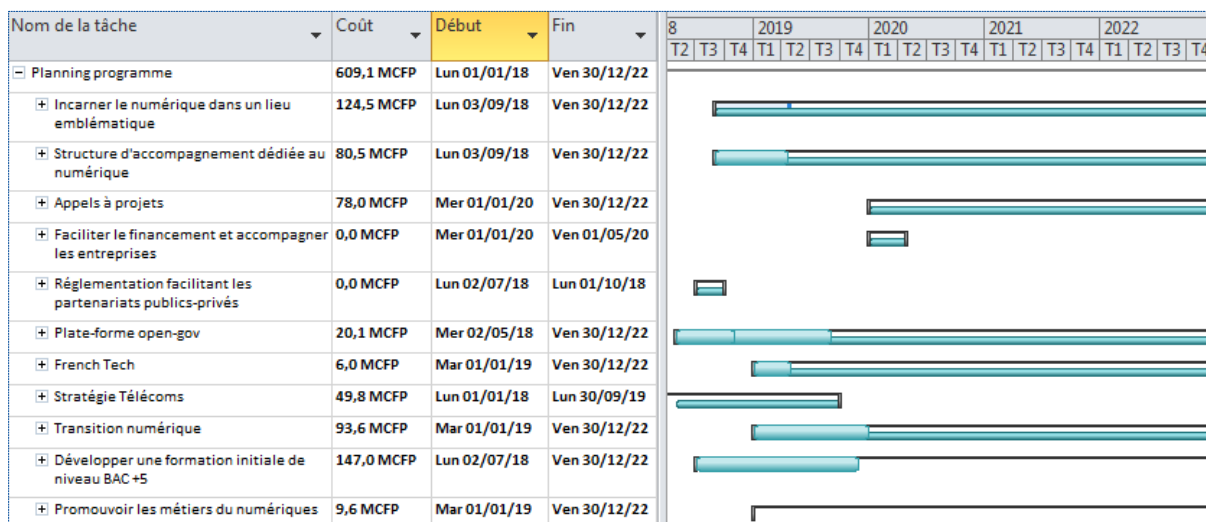 Nom de la tâche Coût Début Fin 8 2019 2020 2021 2022
T2 T3 T4 T1 T2 T3 T4 T1 T2 T3 T4 T1 T2 T3 T4 T1 T2 T3 T4
Planning programme 609,1 MCFP Lun 01/01/18 Ven 30/12/22
Incarner le numérique dans un lieu 124,5 MCFP Lun 03/09/18 Ven 30/12/22
emblématique
Structure d'accompagnement dédiée au 80,5 MCFP Lun 03/09/18 Ven 30/12/22
numérique
Appels à projets 78,0 MCFP Mer 01/01/20 Ven 30/12/22
Faciliter le financement et accompagner 0,0 MCFP Mer 01/01/20 Ven 01/05/20
les entreprises
Réglementation facilitant les 0,0 MCFP Lun 02/07/18 Lun 01/10/18
partenariats publics-privés
Plate-forme open-gov 20,1 MCFP Mer 02/05/18 Ven 30/12/22
French Tech 6,0 MCFP Mar 01/01/19 Ven 30/12/22
Stratégie Télécoms 49,8 MCFP Lun 01/01/18 Lun 30/09/19
Transition numérique 93,6 MCFP Mar 01/01/19 Ven 30/12/22
Développer une formation initiale de 147,0 MCFP Lun 02/07/18 Ven 30/12/22
niveau BAC +5
Promouvoir les métiers du numériques 9,6 MCFP Mar 01/01/19 Ven 30/12/22